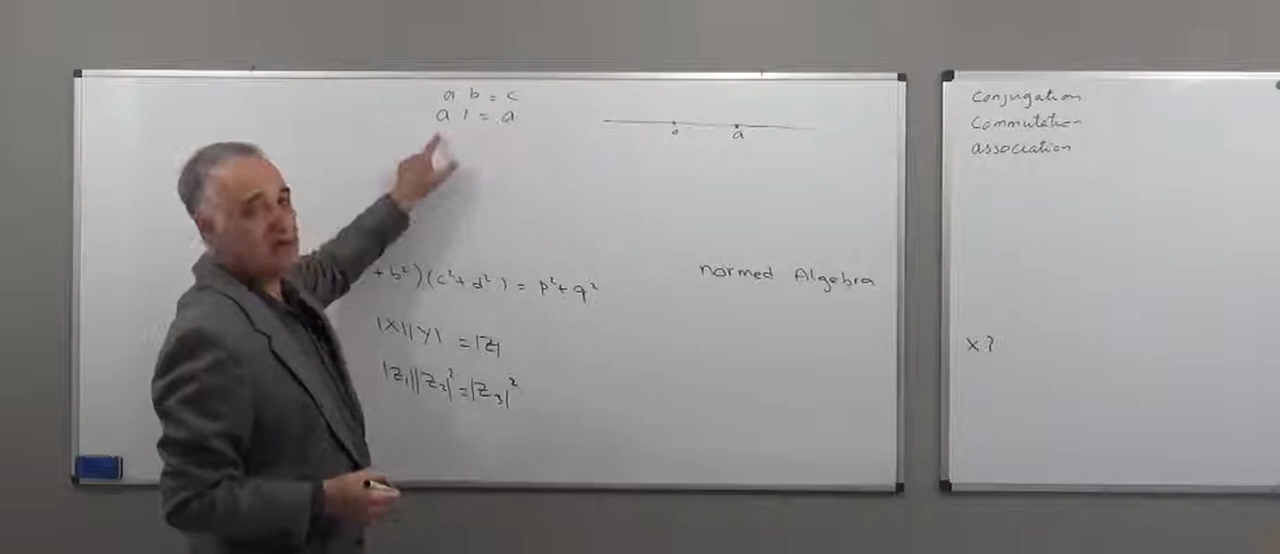 a b = c
a 1 = a
o a
+ b²) (c² + d²) = p² + q²
normed Algebra
|X| |Y| = |Z|
|Z₁| |Z₂|² = |Z₃|²
Conjugation
Commutation
association
x?